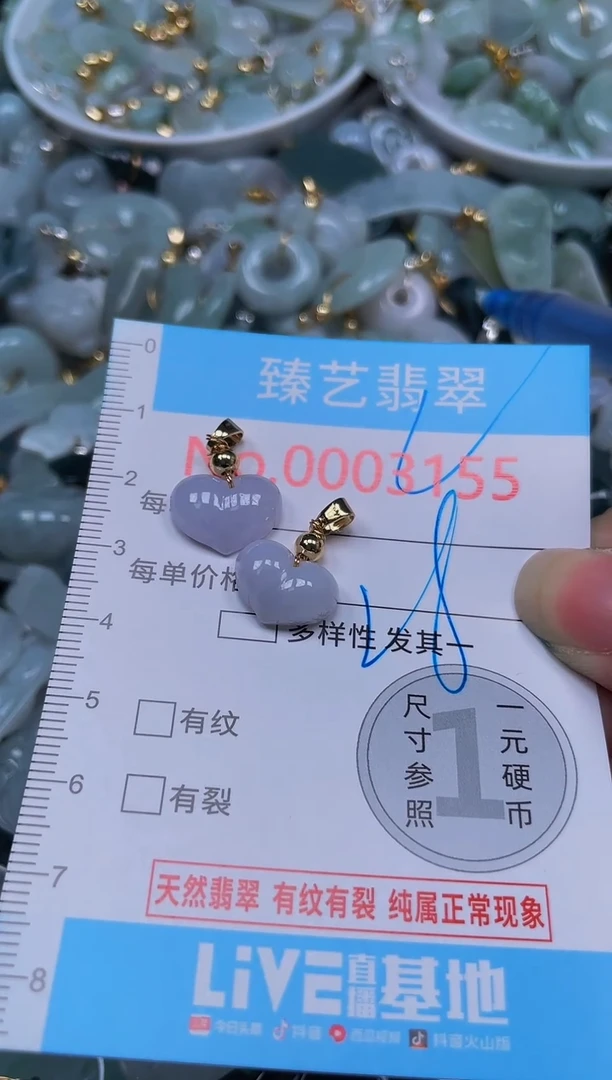 0
臻艺翡翠
1
No.0003155
2
每
3
每单价格
4
多样性 发其一
5
有纹
尺寸参照
1
一元硬币
6
有裂
7
天然翡翠 有纹有裂 纯属正常现象
LiVE直播基地
8
今日头条 抖音 西瓜视频 抖音火山版